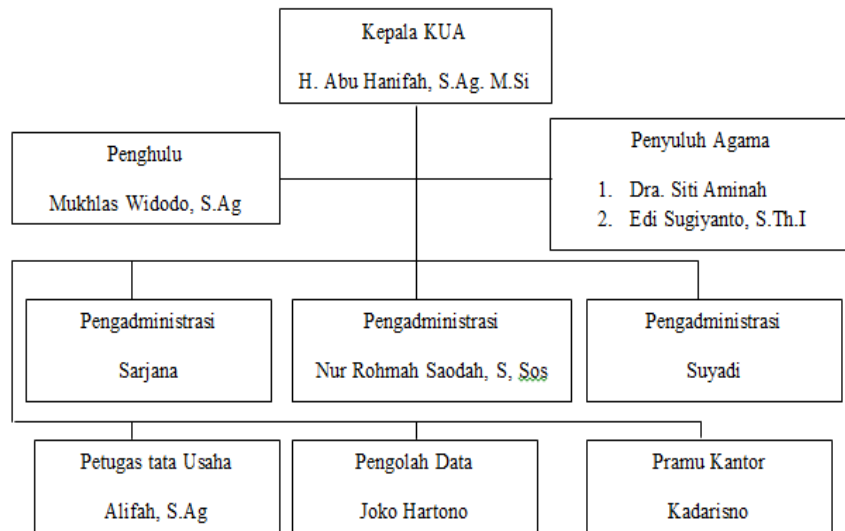 Kepala KUA
H. Abu Hanifah, S.Ag. M.Si
Penghulu
Mukhlas Widodo, S.Ag
Penyuluh Agama
1. Dra. Siti Aminah
2. Edi Sugiyanto, S.Th.I
Pengadministrasi
Sarjana
Pengadministrasi
Nur Rohmah Saodah, S, Sos
Pengadministrasi
Suyadi
Petugas tata Usaha
Alifah, S.Ag
Pengolah Data
Joko Hartono
Pramu Kantor
Kadarisno